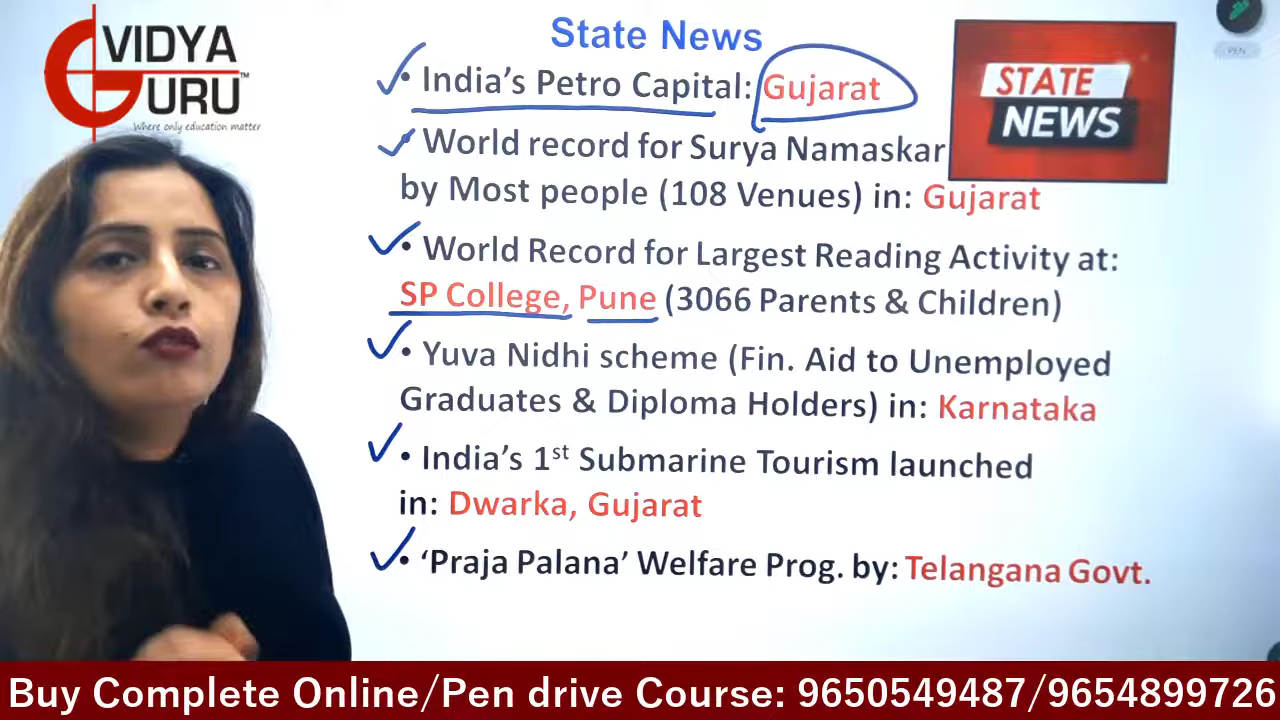 VIDYA
GURU™
Where only education matter
State News
• India's Petro Capital: Gujarat
• World record for Surya Namaskar
by Most people (108 Venues) in: Gujarat
• World Record for Largest Reading Activity at:
SP College, Pune (3066 Parents & Children)
• Yuva Nidhi scheme (Fin. Aid to Unemployed
Graduates & Diploma Holders) in: Karnataka
• India's 1st Submarine Tourism launched
in: Dwarka, Gujarat
• 'Praja Palana' Welfare Prog. by: Telangana Govt.
STATE
NEWS
PEN
Buy Complete Online/Pen drive Course: 9650549487/9654899726